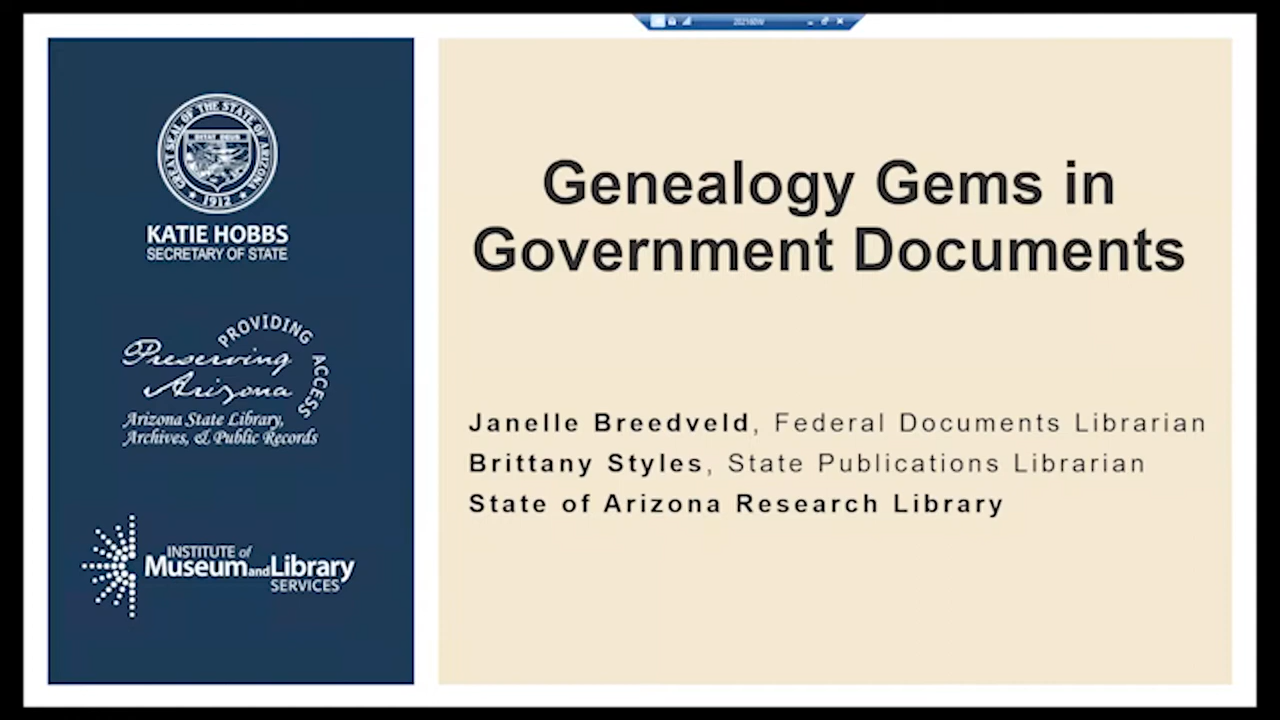 GREAT SEAL OF THE STATE OF ARIZONA
DITAT DEUS
1912
KATIE HOBBS
SECRETARY OF STATE
PROVIDING ACCESS
Preserving
Arizona
Arizona State Library,
Archives, & Public Records
INSTITUTE of
Museum and Library
SERVICES
Genealogy Gems in
Government Documents
Janelle Breedveld, Federal Documents Librarian
Brittany Styles, State Publications Librarian
State of Arizona Research Library